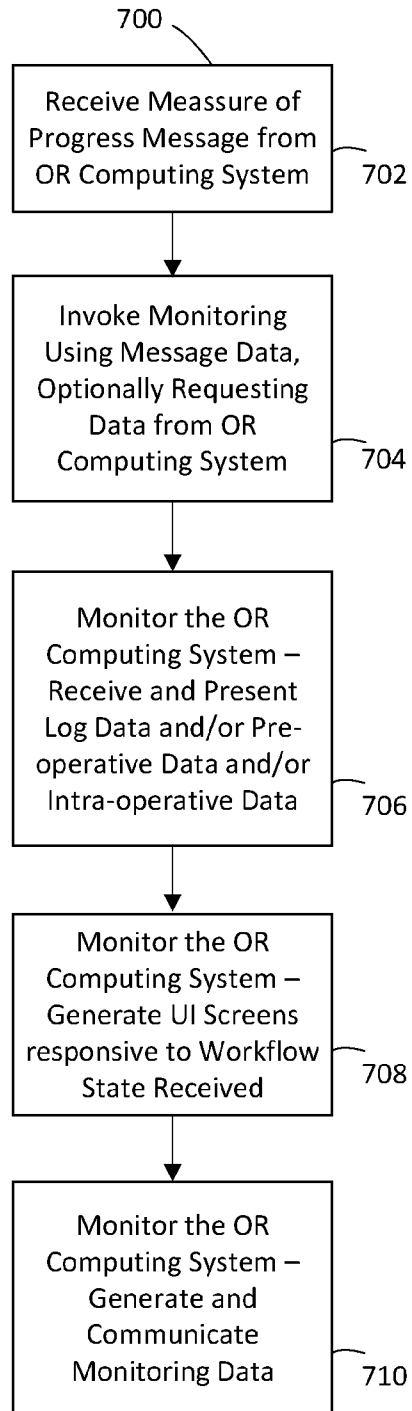 700
Receive Meassure of
Progress Message from
OR Computing System
702
Invoke Monitoring
Using Message Data,
Optionally Requesting
Data from OR
Computing System
704
Monitor the OR
Computing System –
Receive and Present
Log Data and/or Pre-
operative Data and/or
Intra-operative Data
706
Monitor the OR
Computing System –
Generate UI Screens
responsive to Workflow
State Received
708
Monitor the OR
Computing System –
Generate and
Communicate
Monitoring Data
710